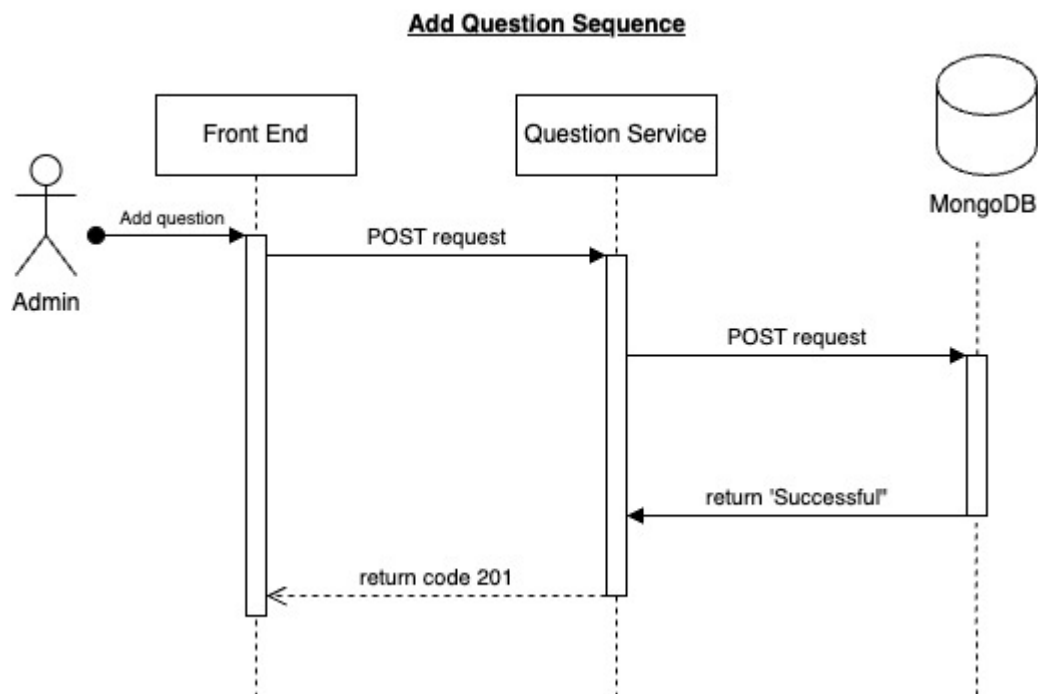 Add Question Sequence
Front End
Question Service
MongoDB
Admin
Add question
POST request
POST request
return 'Successful"
return code 201